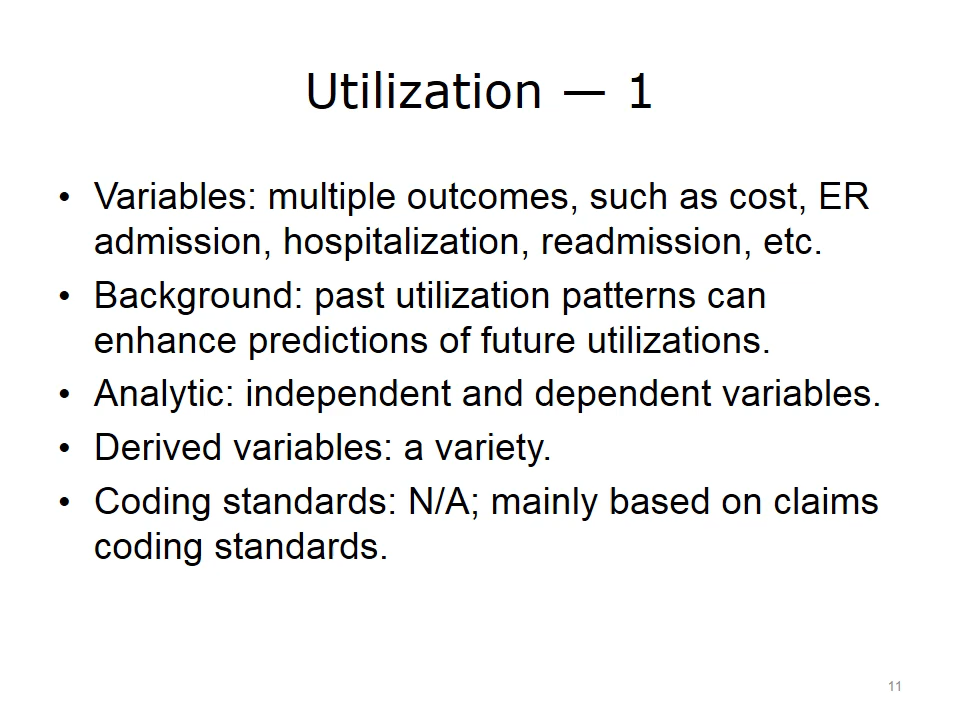 Utilization — 1
• Variables: multiple outcomes, such as cost, ER
admission, hospitalization, readmission, etc.
• Background: past utilization patterns can
enhance predictions of future utilizations.
• Analytic: independent and dependent variables.
• Derived variables: a variety.
• Coding standards: N/A; mainly based on claims
coding standards.
11